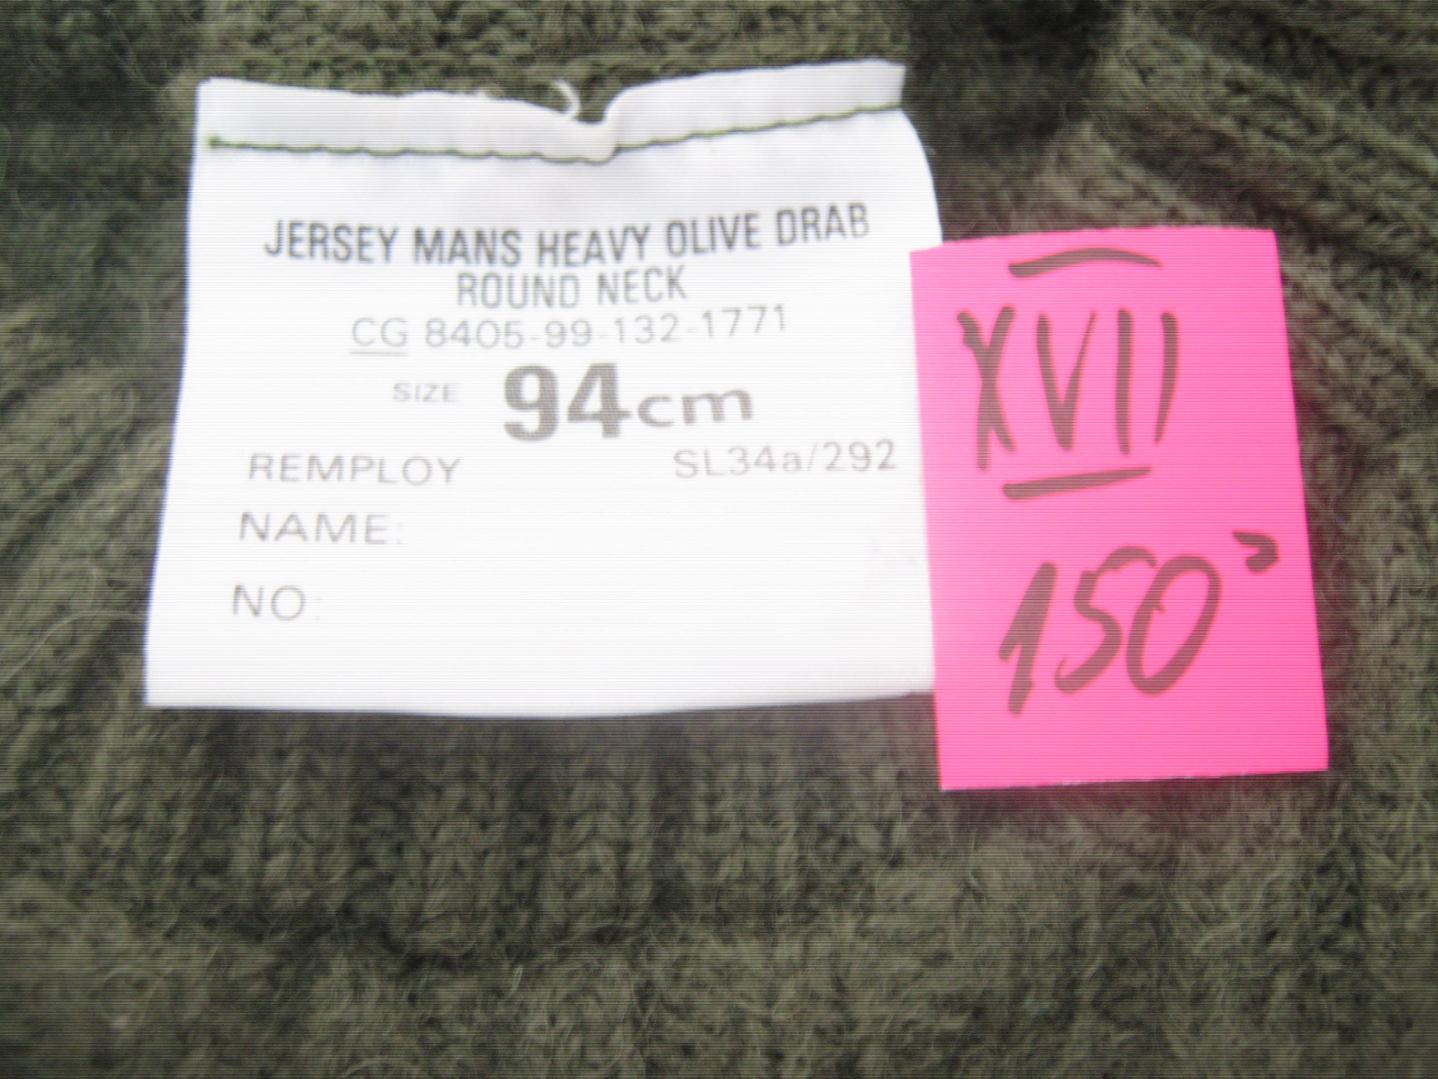 JERSEY MANS HEAVY OLIVE DRAB
ROUND NECK
CG 8405-99-132-1771
SIZE 94cm
REMPLOY SL34a/292
NAME:
NO:
XVII
150